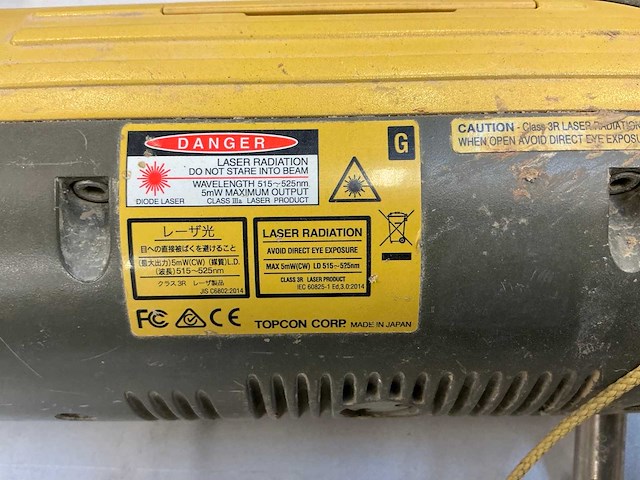 DANGER
LASER RADIATION
DO NOT STARE INTO BEAM
WAVELENGTH 515~525nm
5mW MAXIMUM OUTPUT
CLASS IIIa LASER PRODUCT
DIODE LASER
G
CAUTION - Class 3R LASER RADIATION
WHEN OPEN AVOID DIRECT EYE EXPOSU
レーザ光
目への直接被ばくを避けること
(最大出力)5mW(CW) (媒質)L.D.
(波長)515~525nm
クラス3R レーザ製品
JIS C6802:2014
LASER RADIATION
AVOID DIRECT EYE EXPOSURE
MAX 5mW(CW) LD 515~525nm
CLASS 3R LASER PRODUCT
IEC 60825-1 Ed.3.0:2014
FC CE TOPCON CORP. MADE IN JAPAN